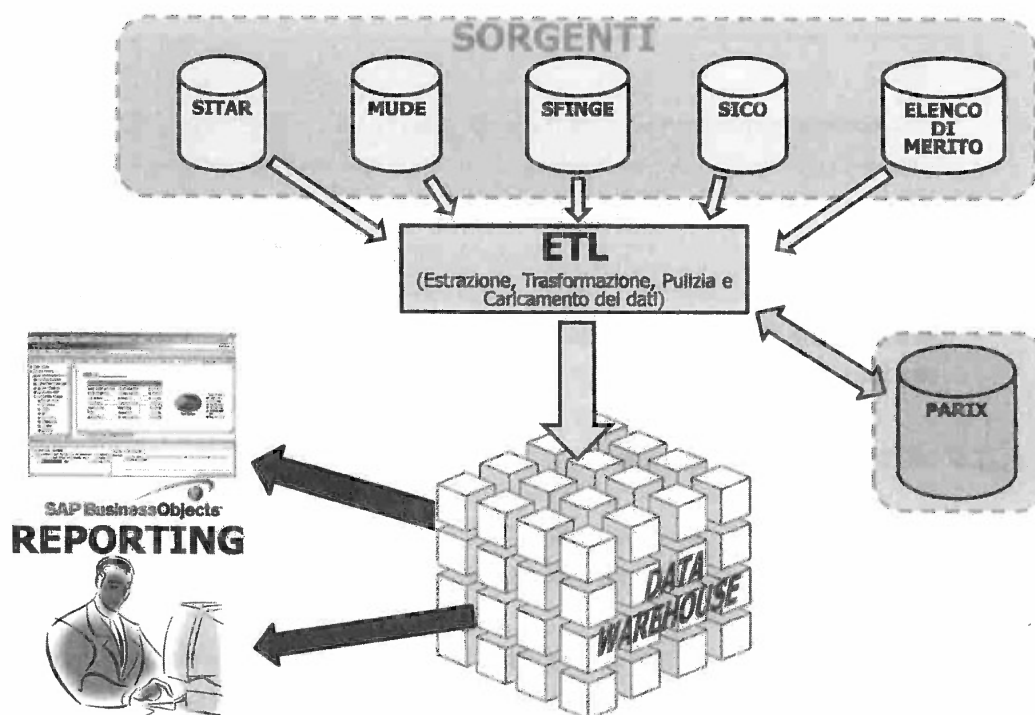 SORGENTI
SITAR
MUDE
SFINGE
SICO
ELENCO
DI
MERITO
ETL
(Estrazione, Trasformazione, Pulizia e
Caricamento dei dati)
PARIX
SAP BusinessObjects
REPORTING
DATA
WAREHOUSE